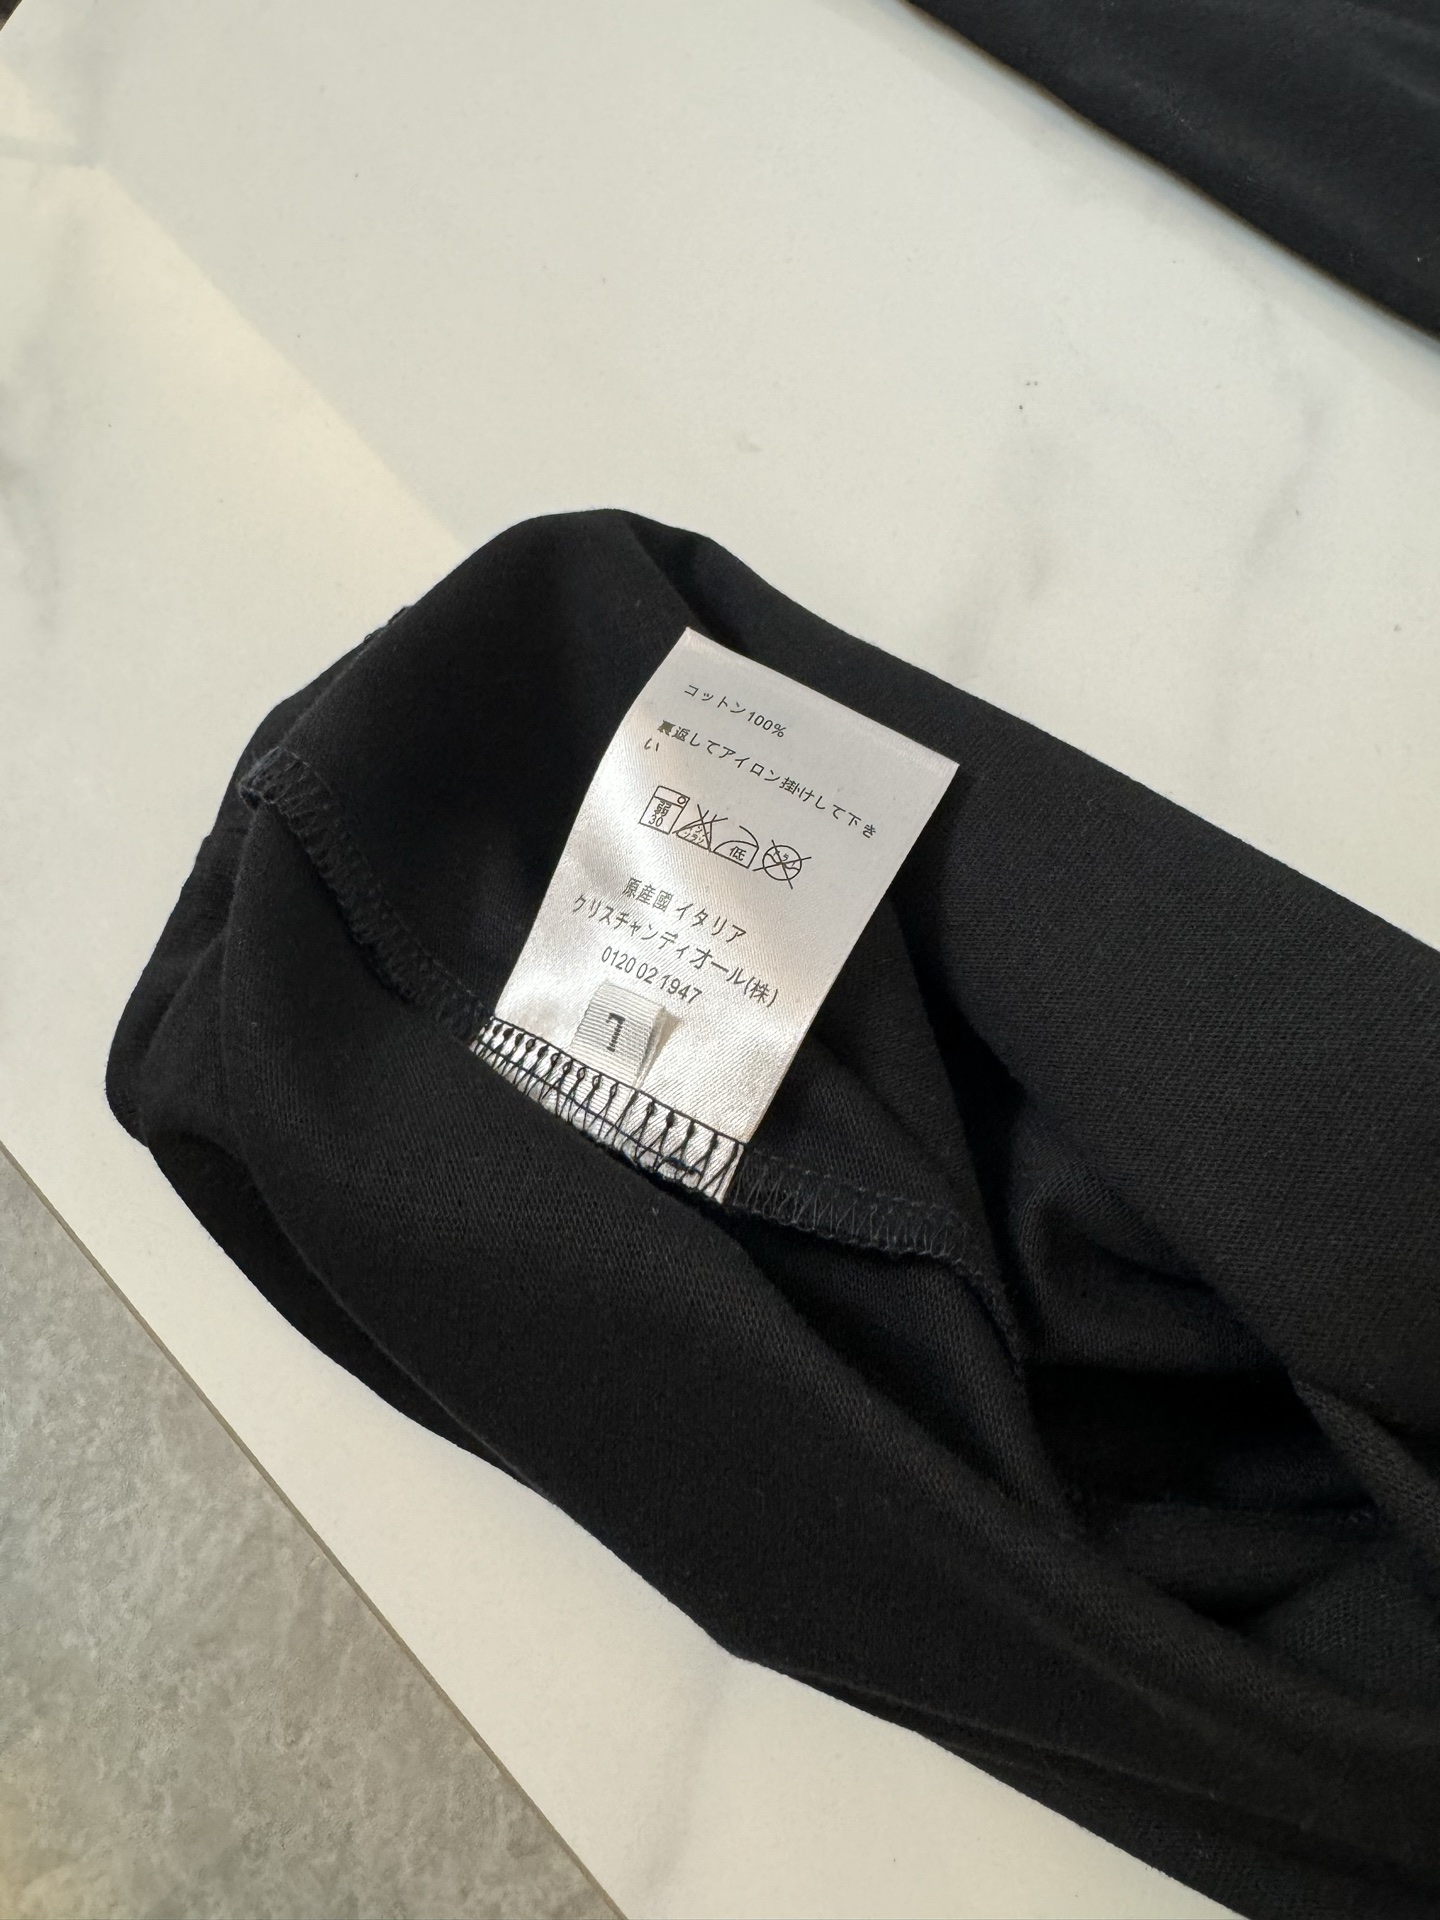 コットン100%
裏返してアイロン掛けして下さ
い
弱
30
低
原産國 イタリア
クリスチャンディオール(株)
0120 02 1947
L